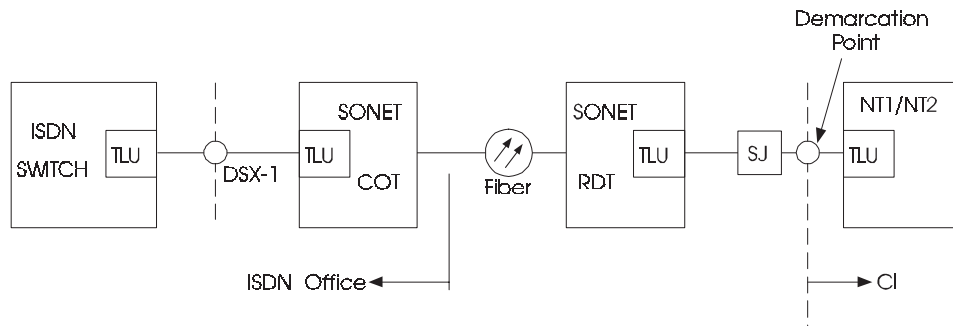 Demarcation
Point
ISDN
SWITCH
TLU
DSX-1
SONET
TLU
COT
Fiber
SONET
TLU
RDT
SJ
NT1/NT2
TLU
ISDN Office
CI